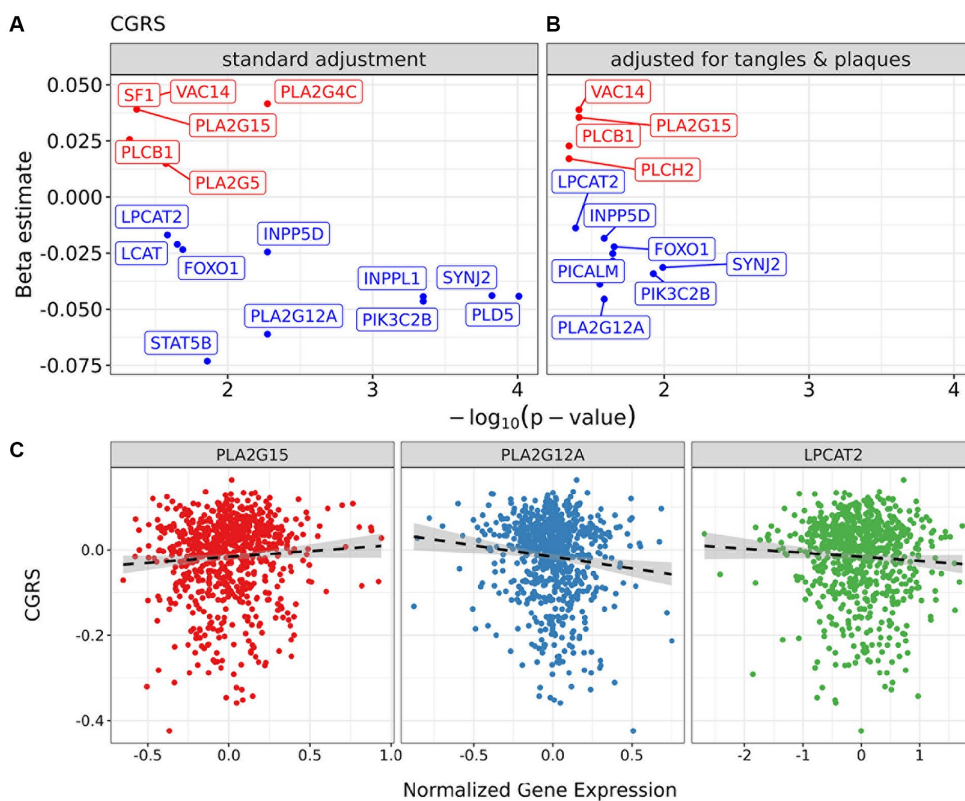 A
CGRS
B
standard adjustment
adjusted for tangles & plaques
Beta estimate
0.050
0.025
0.000
-0.025
-0.050
-0.075
SF1
VAC14
PLA2G4C
PLA2G15
PLCB1
PLA2G5
LPCAT2
LCAT
FOXO1
INPP5D
INPPL1
SYNJ2
PIK3C2B
PLD5
PLA2G12A
STAT5B
VAC14
PLA2G15
PLCB1
PLCH2
LPCAT2
INPP5D
FOXO1
SYNJ2
PICALM
PIK3C2B
PLA2G12A
2 3 4
2 3 4
−log10(p − value)
C
PLA2G15
PLA2G12A
LPCAT2
CGRS
0.0
-0.2
-0.4
-0.5 0.0 0.5 1.0
-0.5 0.0 0.5
-2 -1 0 1
Normalized Gene Expression